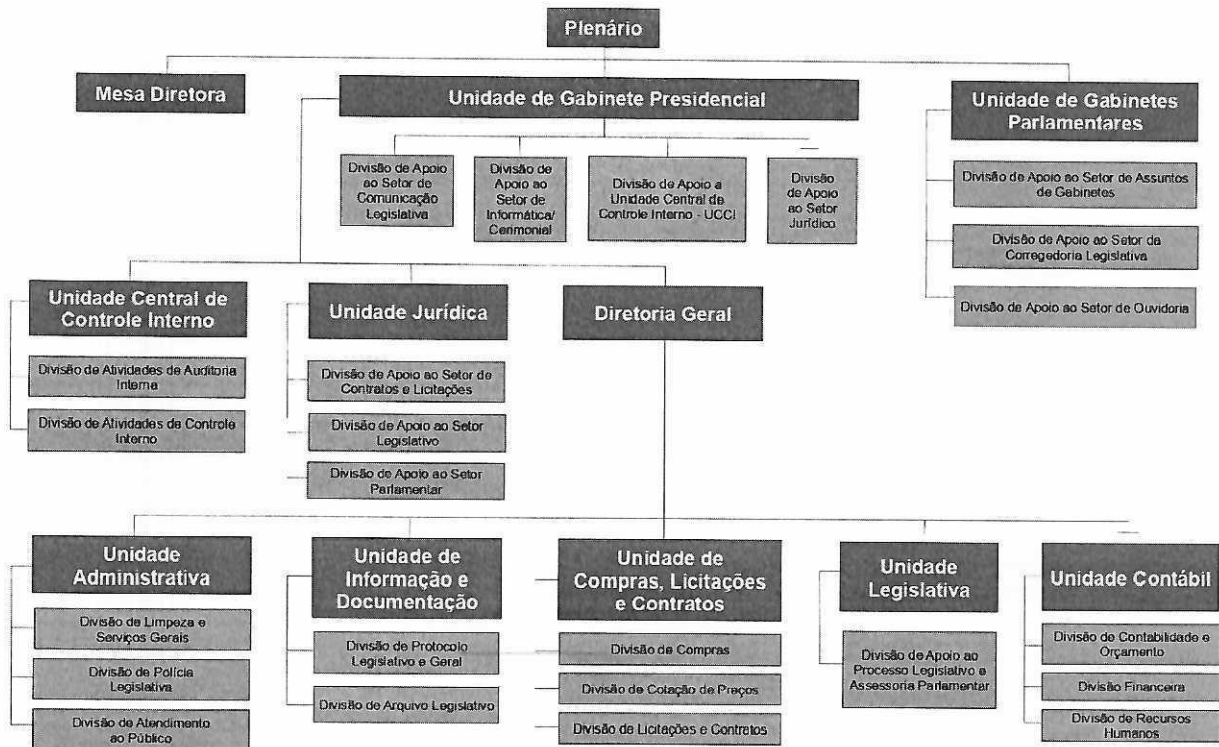 Plenário
Mesa Diretora
Unidade de Gabinete Presidencial
Unidade de Gabinetes
Parlamentares
Divisão de Apoio
ao Setor de
Comunicação
Legislativa
Divisão de
Apoio ao
Setor de
Informática/
Cerimonial
Divisão de Apoio a
Unidade Central de
Controle Interno - UCCI
Divisão
de Apoio
ao Setor
Jurídico
Divisão de Apoio ao Setor de Assuntos
de Gabinetes
Divisão de Apoio ao Setor da
Corregedoria Legislativa
Divisão de Apoio ao Setor de Ouvidoria
Unidade Central de
Controle Interno
Unidade Jurídica
Diretoria Geral
Divisão de Atividades de Auditoria
Interna
Divisão de Atividades de Controle
Interno
Divisão de Apoio ao Setor de
Contratos e Licitações
Divisão de Apoio ao Setor
Legislativo
Divisão de Apoio ao Setor
Parlamentar
Unidade
Administrativa
Unidade de
Informação e
Documentação
Unidade de
Compras, Licitações
e Contratos
Unidade
Legislativa
Unidade Contábil
Divisão de Limpeza e
Serviços Gerais
Divisão de Polícia
Legislativa
Divisão de Atendimento
ao Público
Divisão de Protocolo
Legislativo e Geral
Divisão de Arquivo Legislativo
Divisão de Compras
Divisão de Cotação de Preços
Divisão de Licitações e Contratos
Divisão de Apoio ao
Processo Legislativo e
Assessoria Parlamentar
Divisão de Contabilidade e
Orçamento
Divisão Financeira
Divisão de Recursos
Humanos